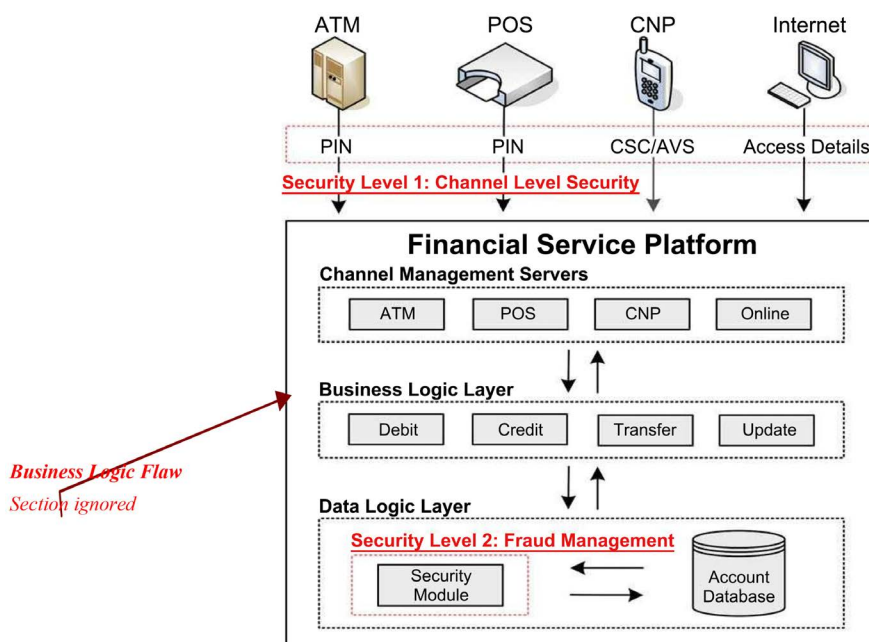 ATM POS CNP Internet
PIN PIN CSC/AVS Access Details
Security Level 1: Channel Level Security
Financial Service Platform
Channel Management Servers
ATM POS CNP Online
Business Logic Layer
Debit Credit Transfer Update
Business Logic Flaw
Section ignored
Data Logic Layer
Security Level 2: Fraud Management
Security
Module
Account
Database